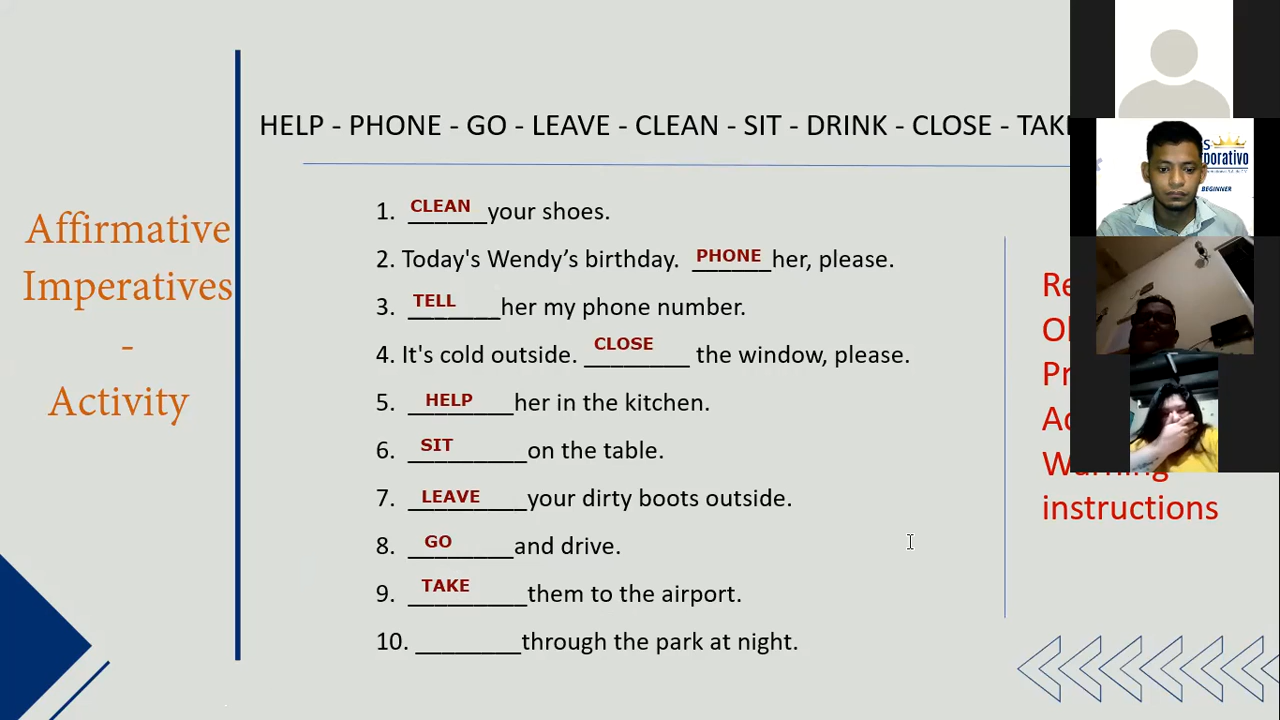 HELP - PHONE - GO - LEAVE - CLEAN - SIT - DRINK - CLOSE - TAKE
Affirmative
Imperatives
-
Activity
1. CLEAN your shoes.
2. Today's Wendy’s birthday. PHONE her, please.
3. TELL her my phone number.
4. It's cold outside. CLOSE the window, please.
5. HELP her in the kitchen.
6. SIT on the table.
7. LEAVE your dirty boots outside.
8. GO and drive.
9. TAKE them to the airport.
10. ________through the park at night.
instructions
BEGINNER